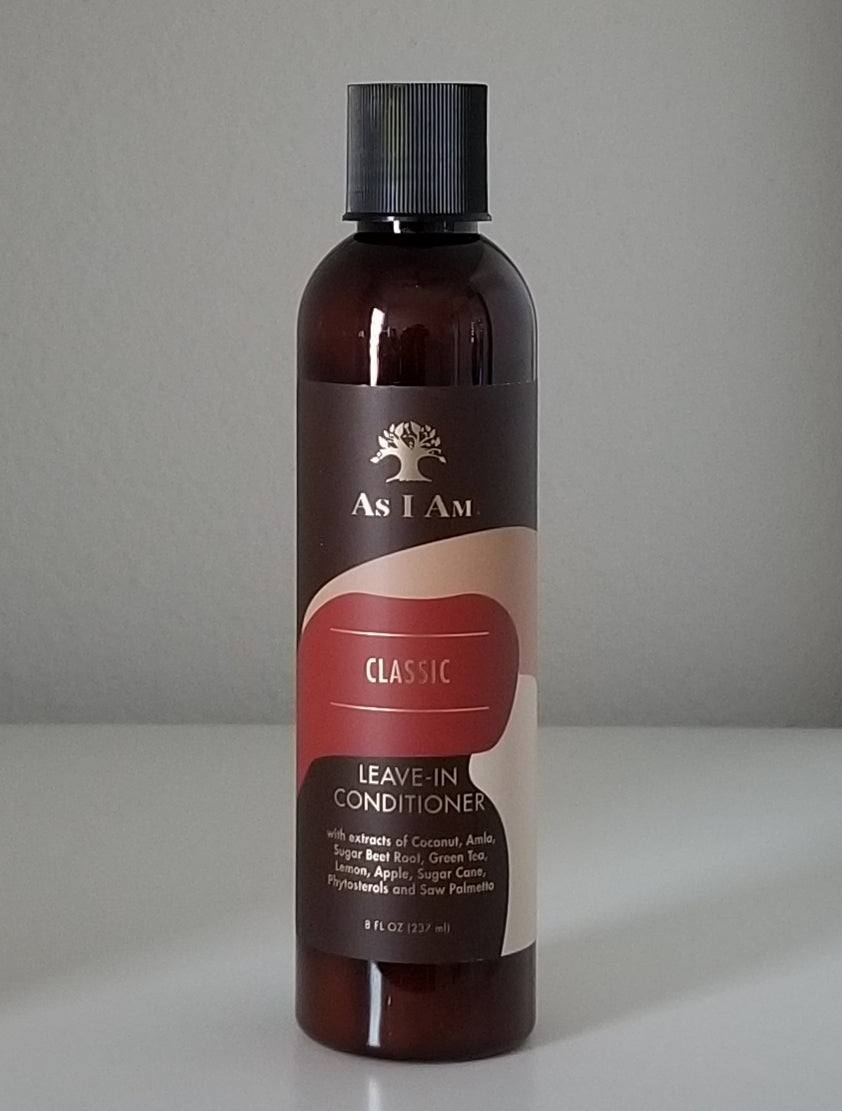 As I Am
CLASSIC
LEAVE-IN
CONDITIONER
with extracts of Coconut, Amla,
Sugar Beet Root, Green Tea,
Lemon, Apple, Sugar Cane,
Phytosterols and Saw Palmetto
8 FL OZ (237 ml)